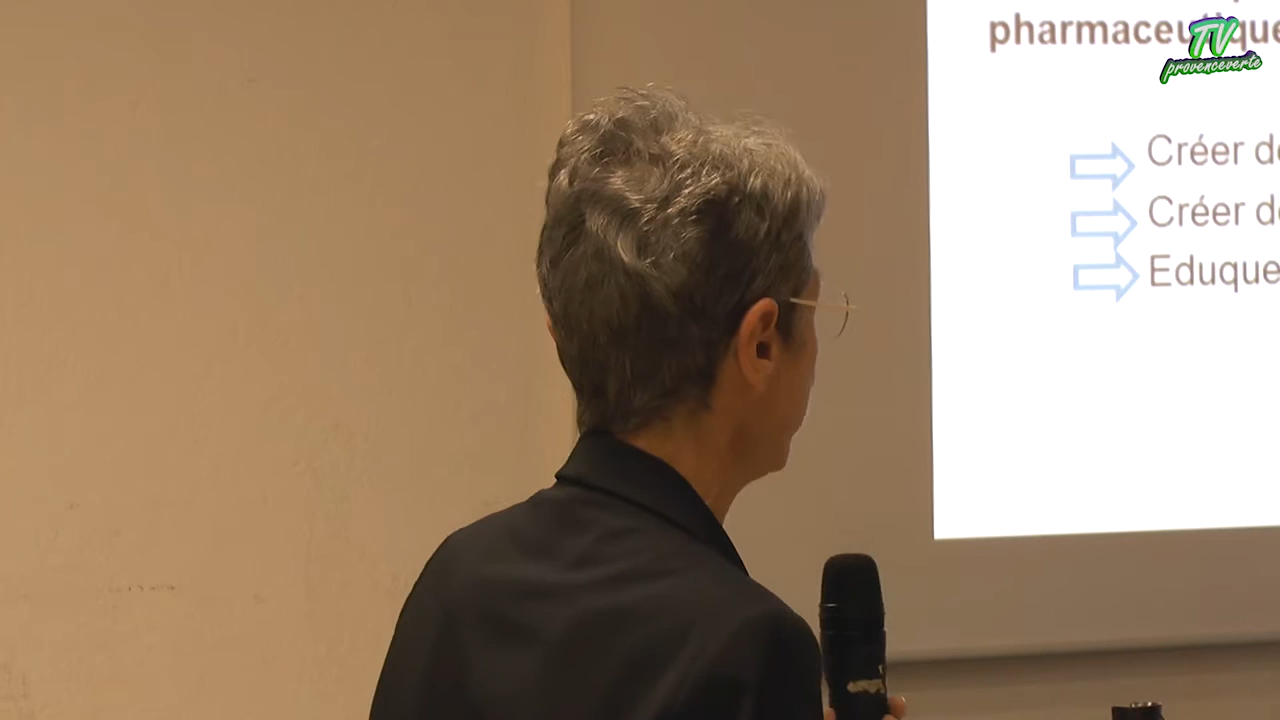 pharmaceutique
TV
provenceverte
Créer de
Créer de
Eduque